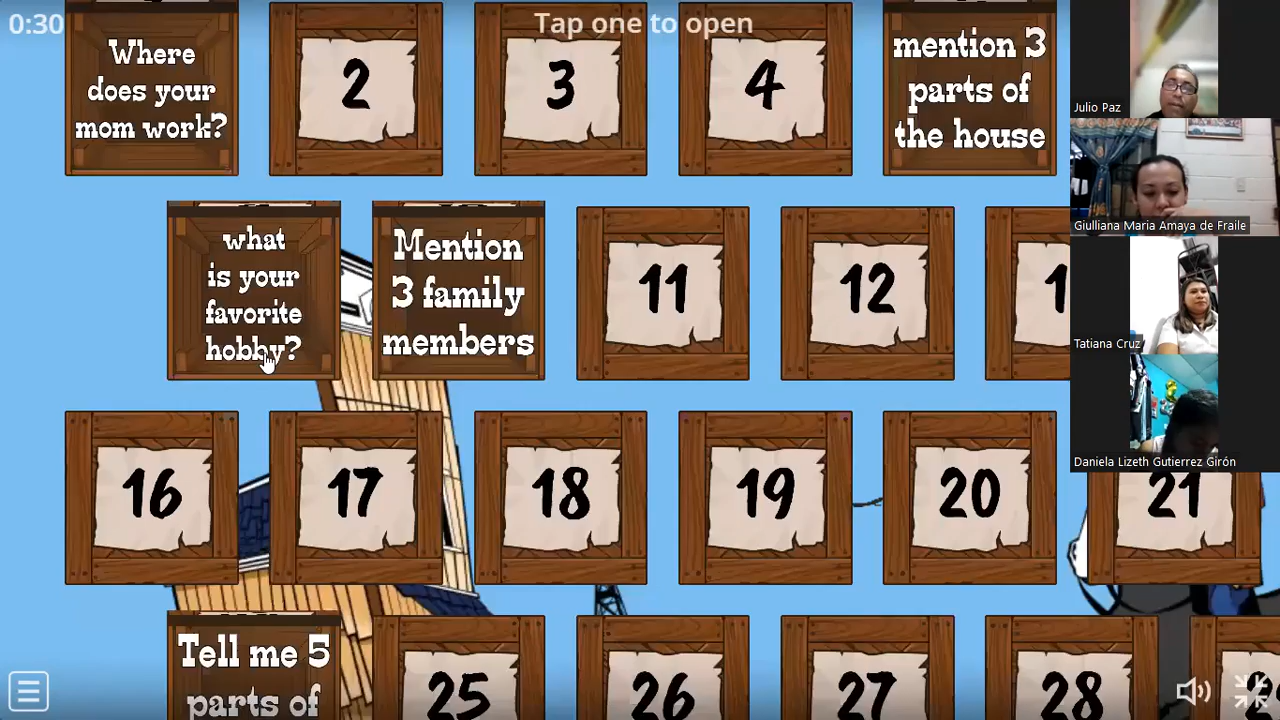 0:30
Tap one to open
Where
does your
mom work?
2
3
4
mention 3
parts of
the house
Julio Paz
what
is your
favorite
hobby?
Mention
3 family
members
11
12
Giulliana Maria Amaya de Fraile
Tatiana Cruz
16
17
18
19
20
21
Daniela Lizeth Gutierrez Girón
Tell me 5
parts of
25
26
27
28